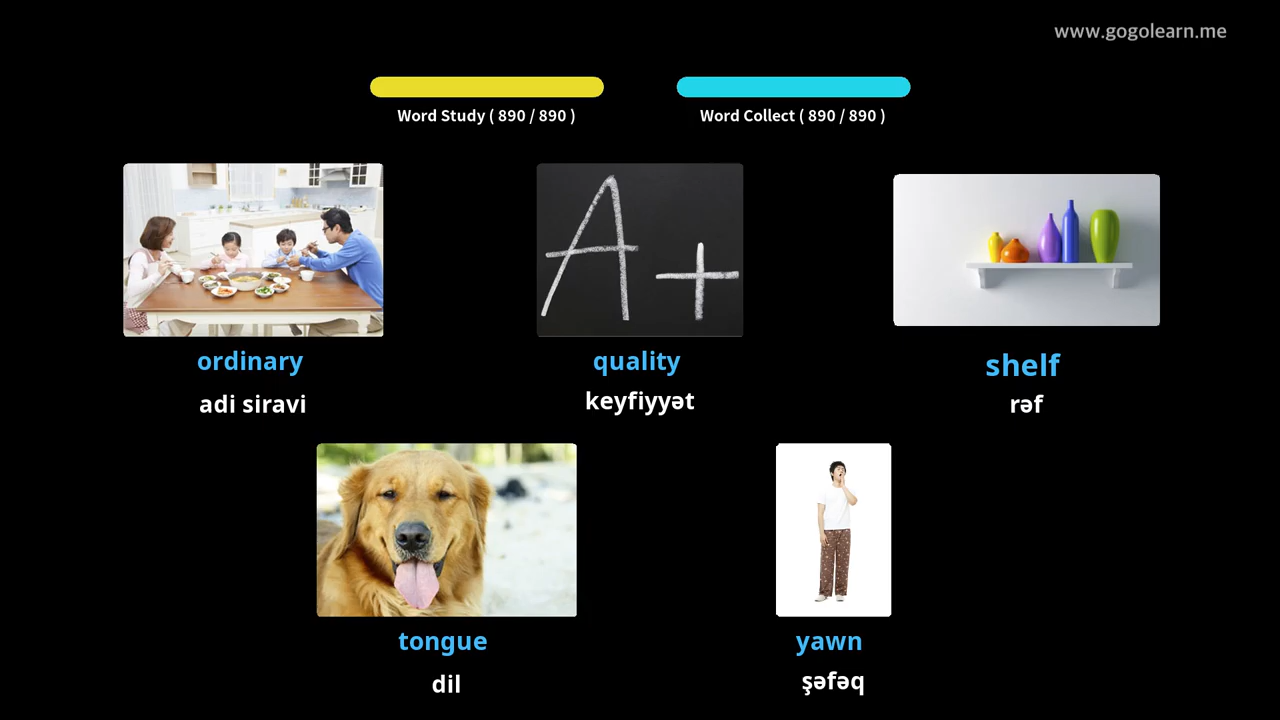 www.gogolearn.me
Word Study ( 890 / 890 )
Word Collect ( 890 / 890 )
A+
ordinary
adi siravi
quality
keyfiyyət
shelf
rəf
tongue
dil
yawn
şəfəq